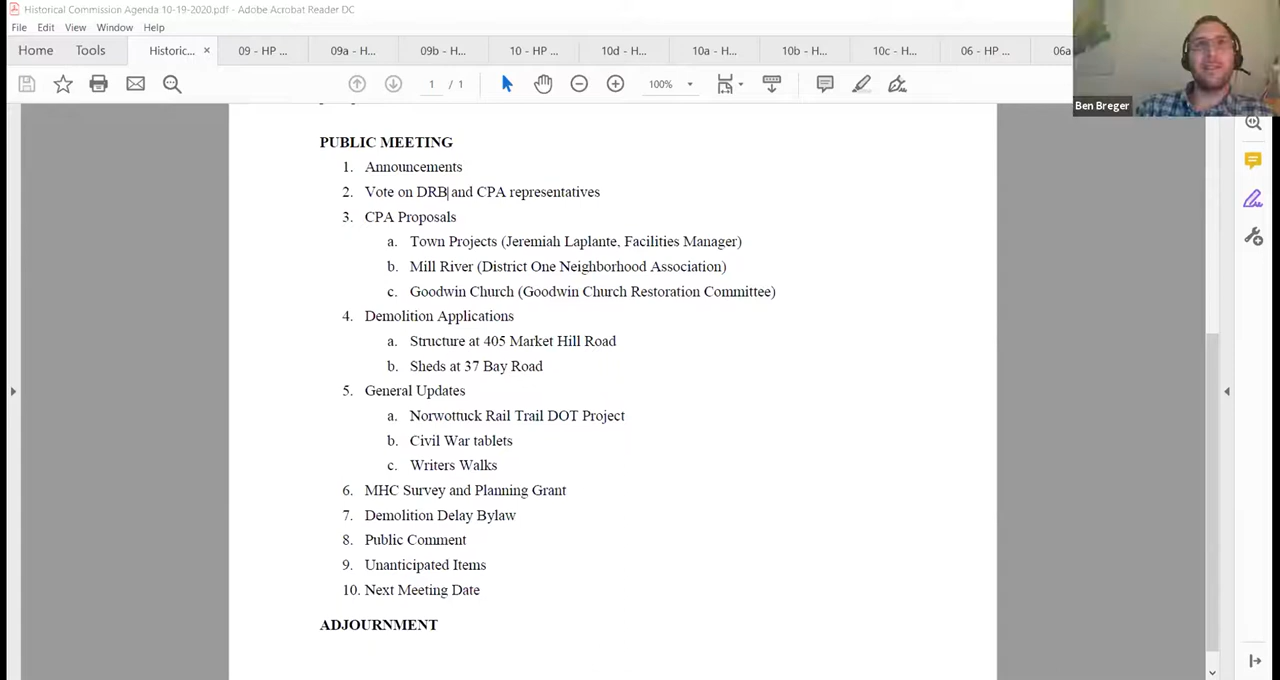 Historical Commission Agenda 10-19-2020.pdf - Adobe Acrobat Reader DC
File Edit View Window Help
Home Tools Historic... × 09 - HP ... 09a - H... 09b - H... 10 - HP ... 10d - H... 10a - H... 10b - H... 10c - H... 06 - HP ... 06a
1 / 1 100%
Ben Breger
PUBLIC MEETING
1. Announcements
2. Vote on DRB and CPA representatives
3. CPA Proposals
a. Town Projects (Jeremiah Laplante, Facilities Manager)
b. Mill River (District One Neighborhood Association)
c. Goodwin Church (Goodwin Church Restoration Committee)
4. Demolition Applications
a. Structure at 405 Market Hill Road
b. Sheds at 37 Bay Road
5. General Updates
a. Norwottuck Rail Trail DOT Project
b. Civil War tablets
c. Writers Walks
6. MHC Survey and Planning Grant
7. Demolition Delay Bylaw
8. Public Comment
9. Unanticipated Items
10. Next Meeting Date
ADJOURNMENT